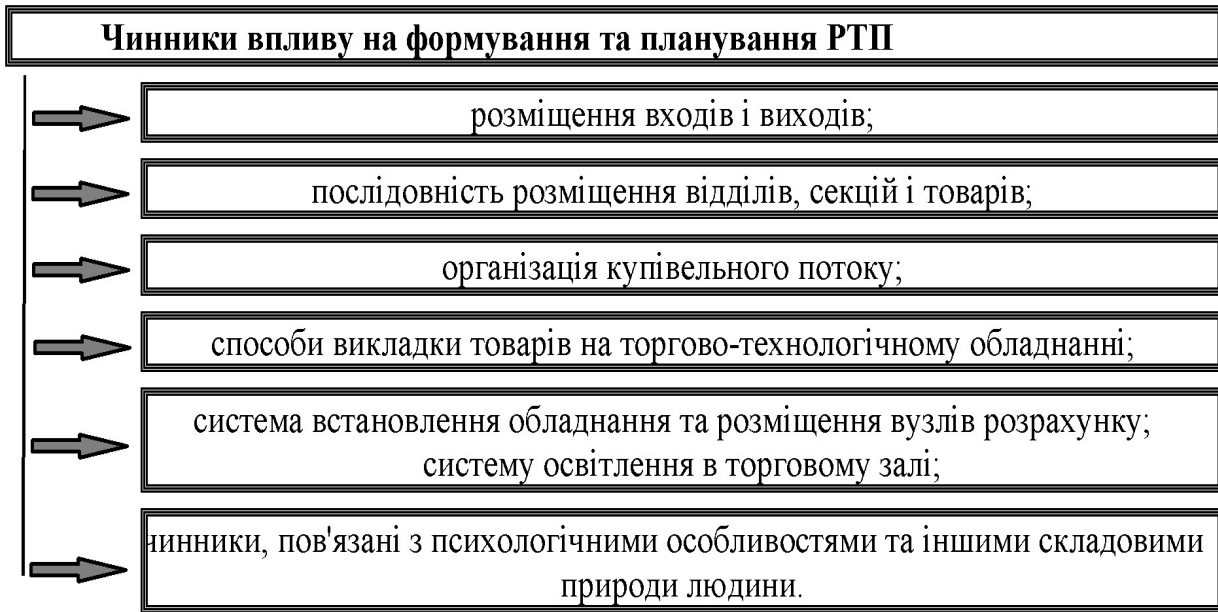 Чинники впливу на формування та планування РТП
розміщення входів і виходів;
послідовність розміщення відділів, секцій і товарів;
організація купівельного потоку;
способи викладки товарів на торгово-технологічному обладнанні;
система встановлення обладнання та розміщення вузлів розрахунку;
систему освітлення в торговому залі;
чинники, пов'язані з психологічними особливостями та іншими складовими
природи людини.